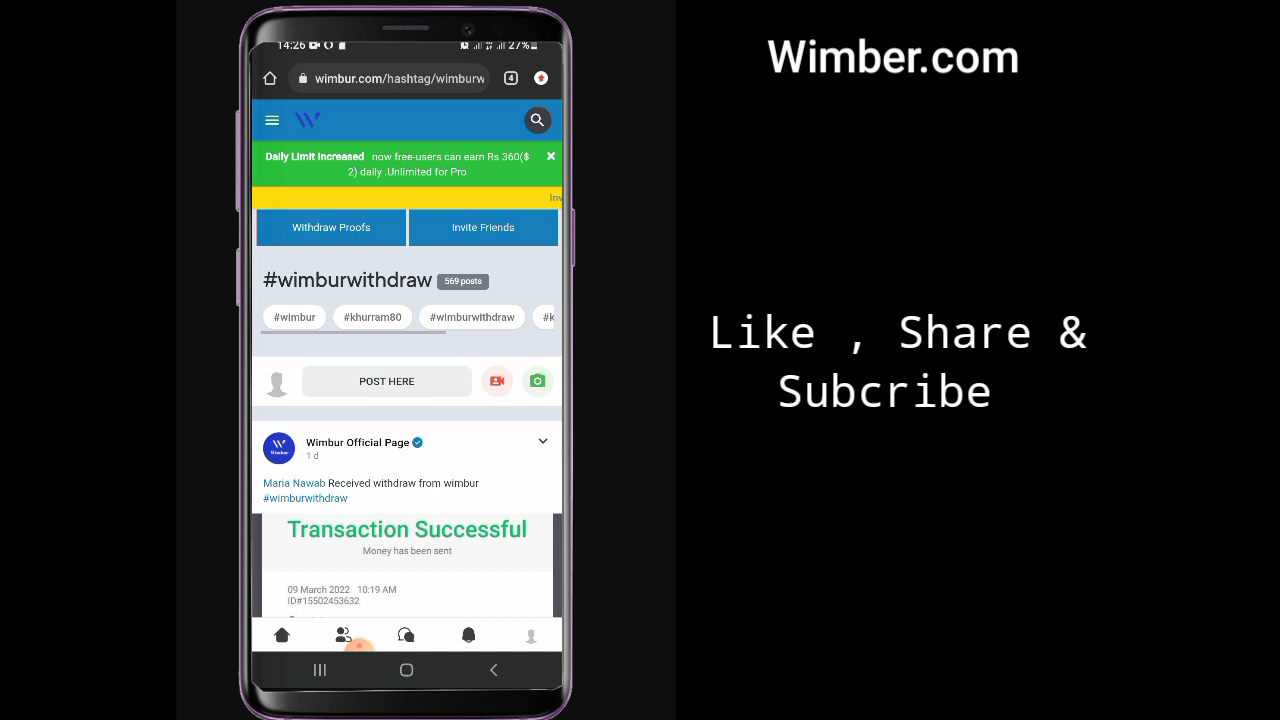 Wimber.com
14:26
27%
wimbur.com/hashtag/wimburw
4
Daily Limit Increased now free-users can earn Rs 360($
2) daily .Unlimited for Pro
Inv
Withdraw Proofs
Invite Friends
#wimburwithdraw
569 posts
#wimbur
#khurram80
#wimburwithdraw
#k
POST HERE
Like , Share &
Subcribe
Wimbur Official Page
1 d
Wimbur
Maria Nawab Received withdraw from wimbur
#wimburwithdraw
Transaction Successful
Money has been sent
09 March 2022 10:19 AM
ID#15502453632